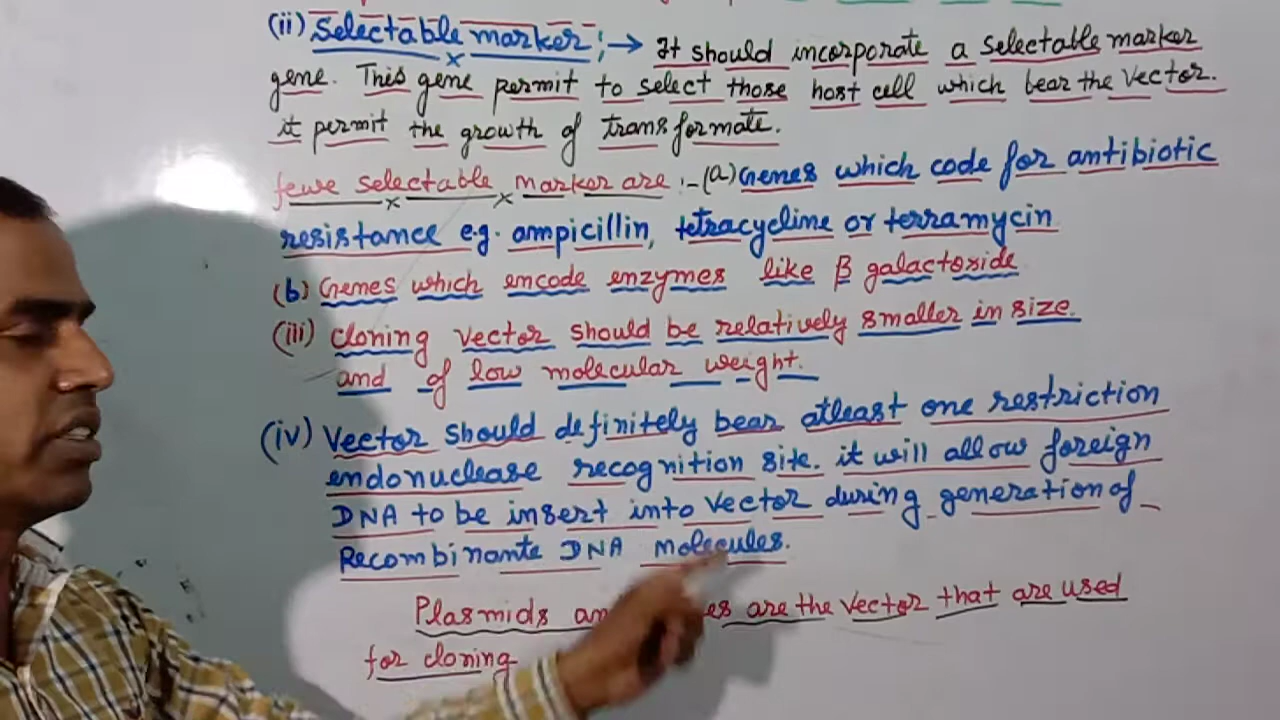 (ii) Selectable marker :→ It should incorporate a selectable marker
gene. This gene permit to select those host cell which bear the Vector.
it permit the growth of transformate.
fewe selectable marker are :- (a) Genes which code for antibiotic
resistance e.g. ampicillin, tetracycline or terramycin
(b) Genes which encode enzymes like β galactoside
(iii) Cloning vector should be relatively smaller in size.
and of low molecular weight.
(iv) Vector should definitely bear atleast one restriction
endonuclease recognition site. it will allow foreign
DNA to be insert into vector during generation of
Recombinante DNA Molecules.
Plasmids are the vector that are used
for cloning